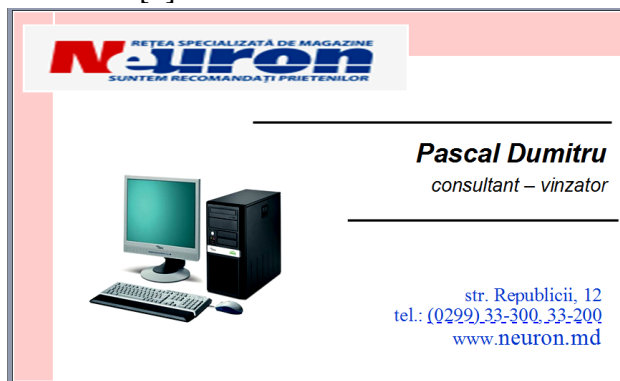 REȚEA SPECIALIZATĂ DE MAGAZINE
Neuron
SUNTEM RECOMANDAȚI PRIETENILOR
Pascal Dumitru
consultant – vinzator
str. Republicii, 12
tel.: (0299) 33-300, 33-200
www.neuron.md